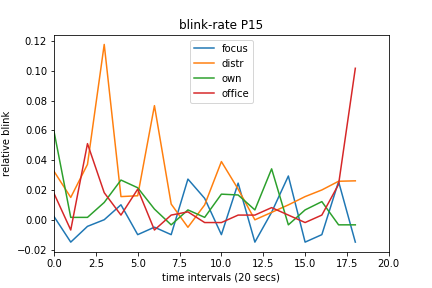 blink-rate P15
focus
distr
own
office
relative blink
0.12
0.10
0.08
0.06
0.04
0.02
0.00
−0.02
0.0 2.5 5.0 7.5 10.0 12.5 15.0 17.5 20.0
time intervals (20 secs)